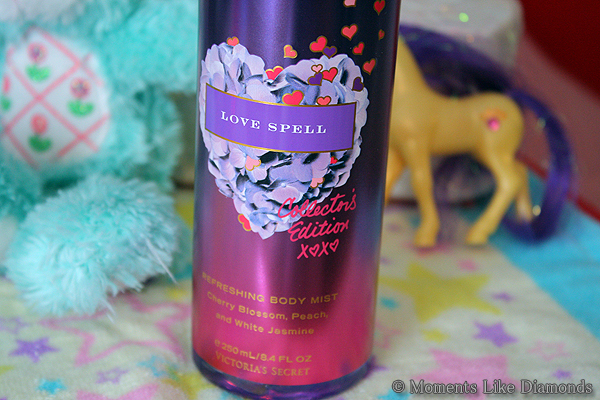 LOVE SPELL
Collector's
Edition
XOXO
REFRESHING BODY MIST
Cherry Blossom, Peach,
and White Jasmine
e 250 mL/8.4 FL OZ
VICTORIA'S SECRET
© Moments Like Diamonds